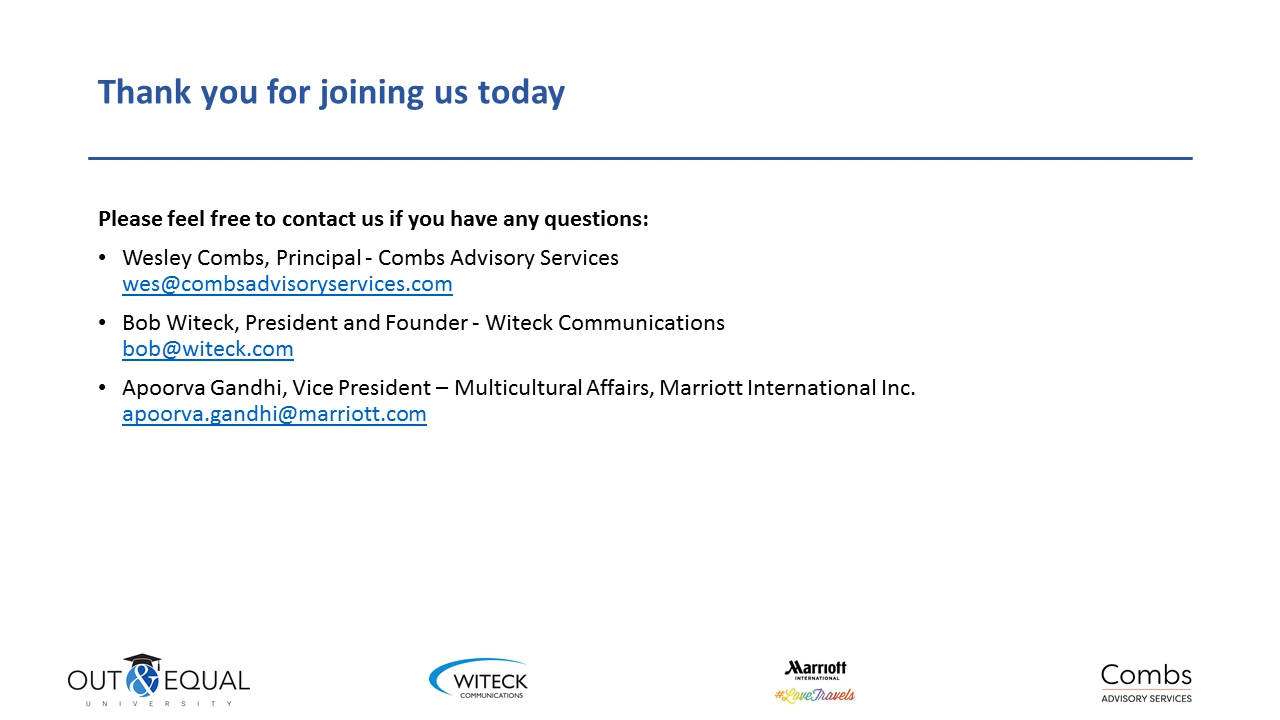 Thank you for joining us today
Please feel free to contact us if you have any questions:
• Wesley Combs, Principal - Combs Advisory Services
wes@combsadvisoryservices.com
• Bob Witeck, President and Founder - Witeck Communications
bob@witeck.com
• Apoorva Gandhi, Vice President – Multicultural Affairs, Marriott International Inc.
apoorva.gandhi@marriott.com
OUT & EQUAL
UNIVERSITY
WITECK
COMMUNICATIONS
Marriott
INTERNATIONAL
#LoveTravels
Combs
ADVISORY SERVICES